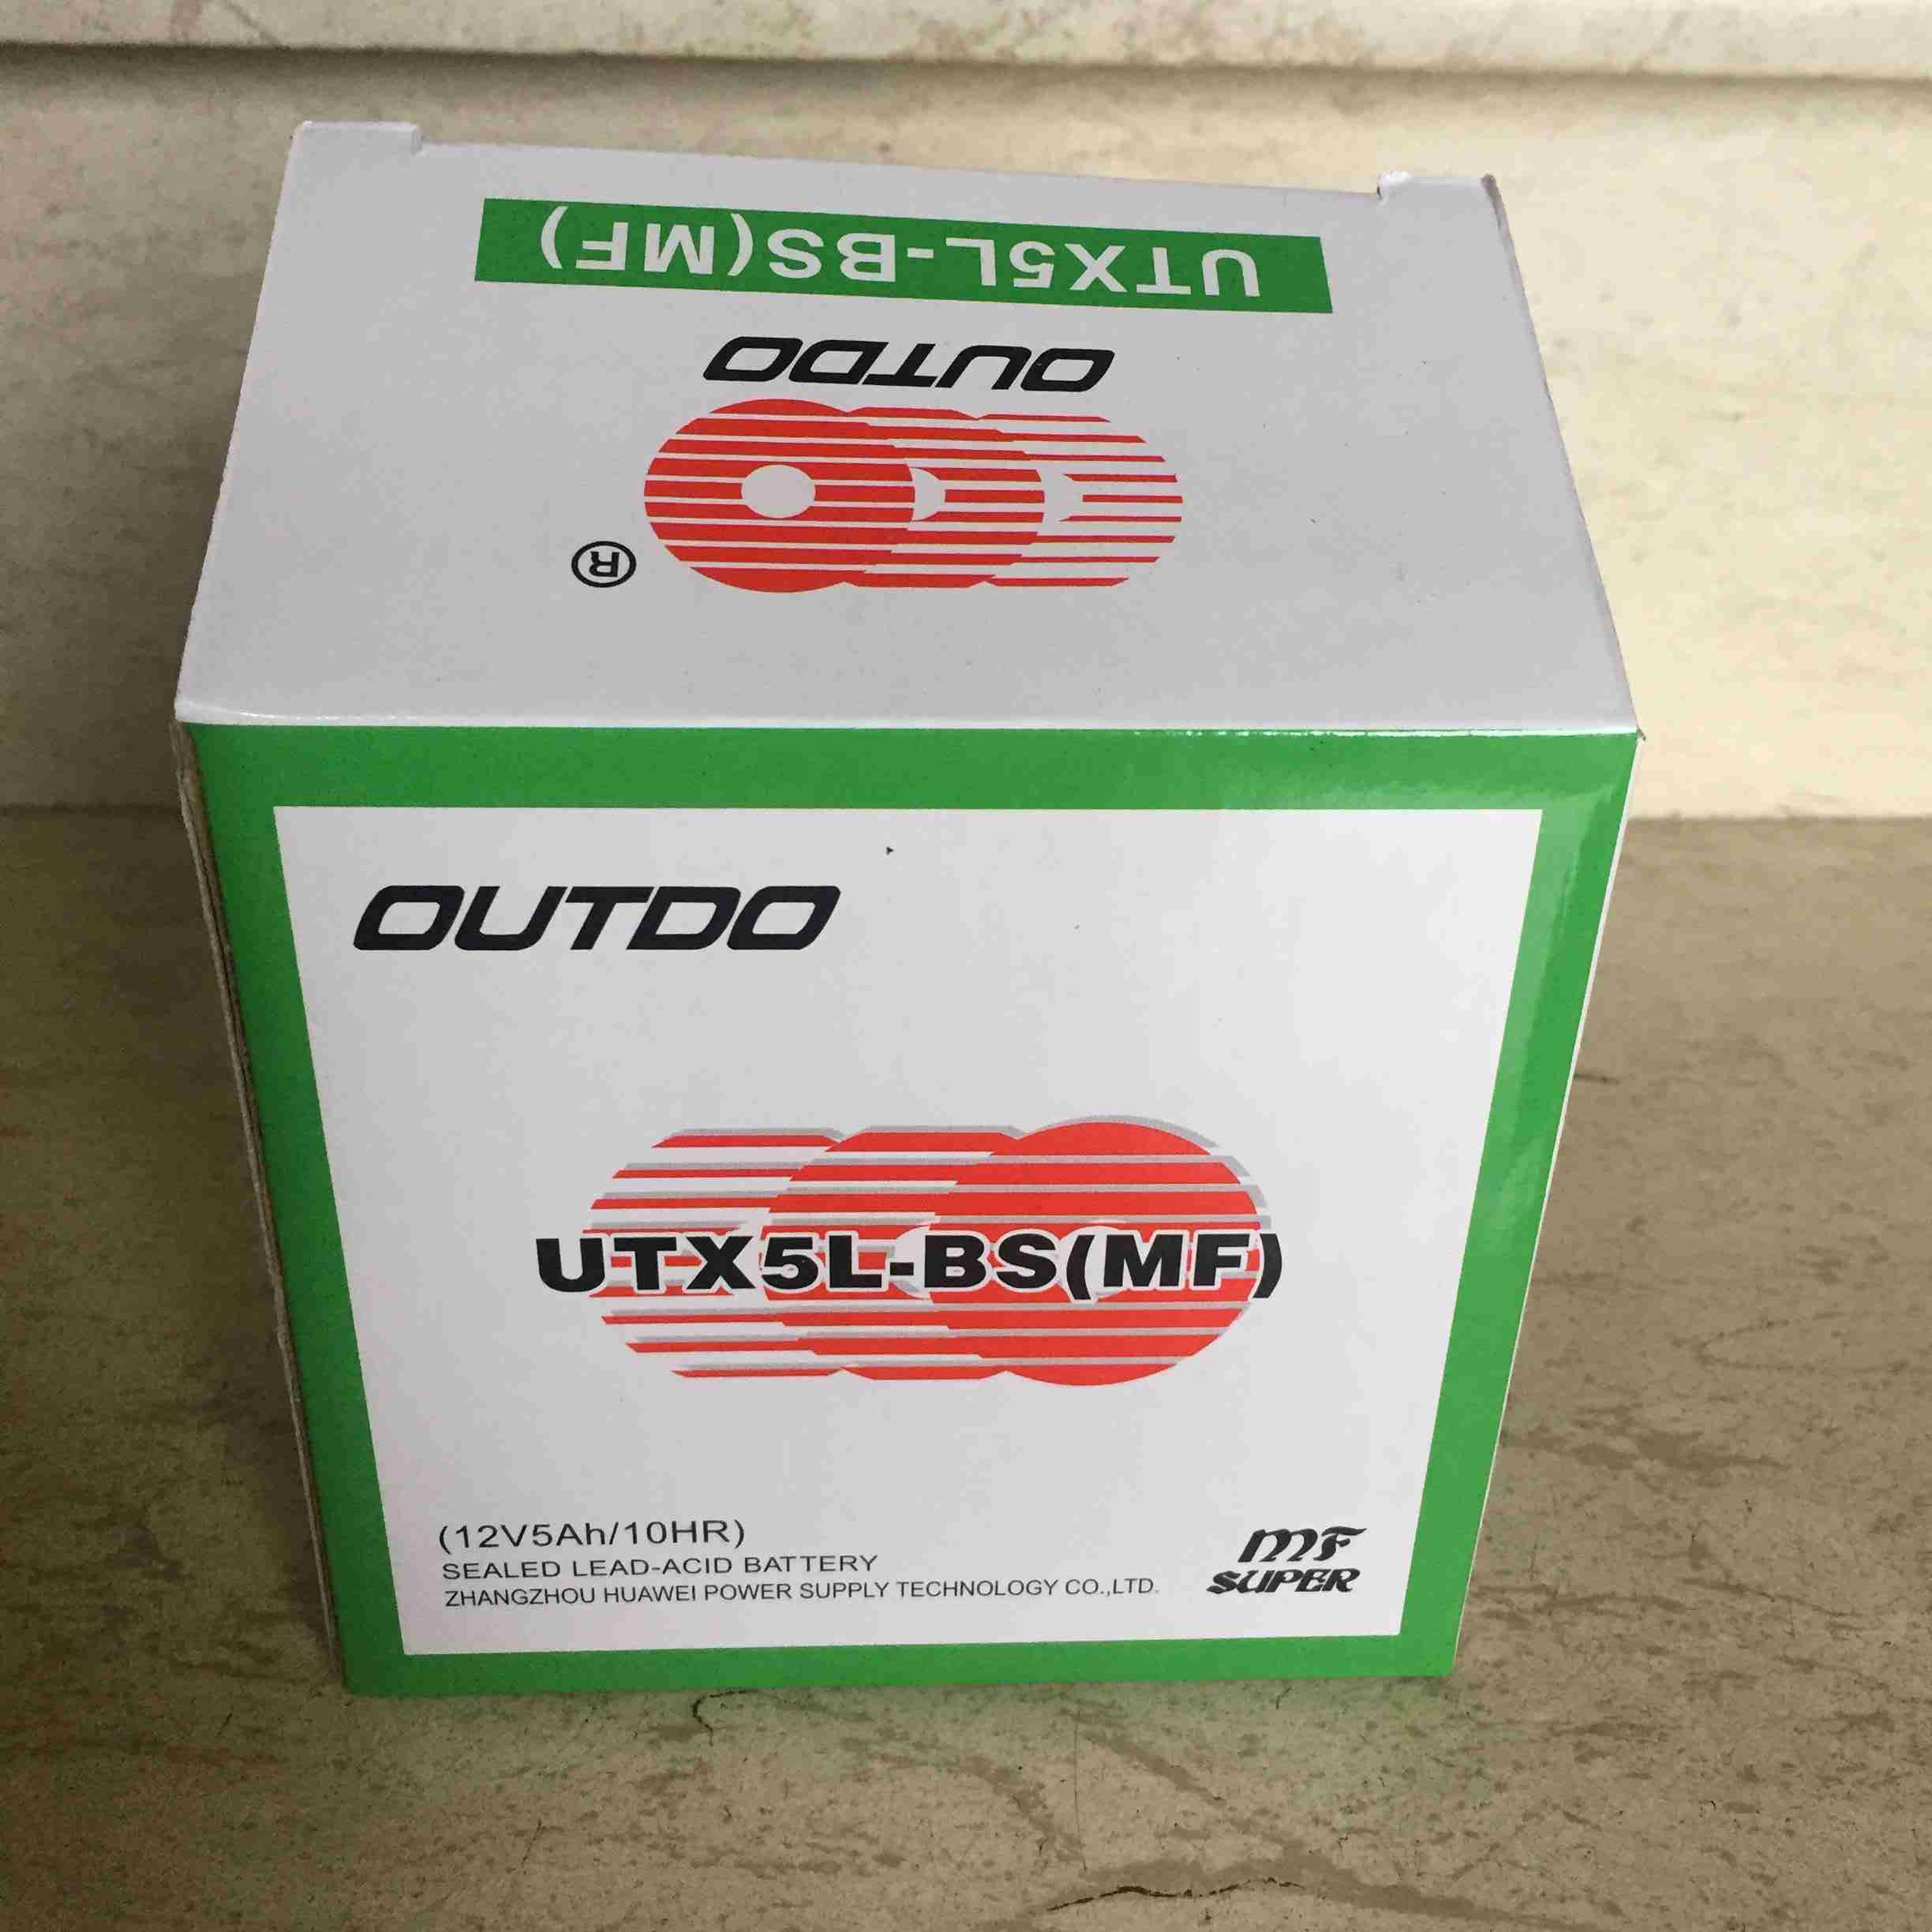 UTX5L-BS(MF)
OUTDO
®
OUTDO
UTX5L-BS(MF)
(12V5Ah/10HR)
SEALED LEAD-ACID BATTERY
ZHANGZHOU HUAWEI POWER SUPPLY TECHNOLOGY CO.,LTD.
MF
SUPER